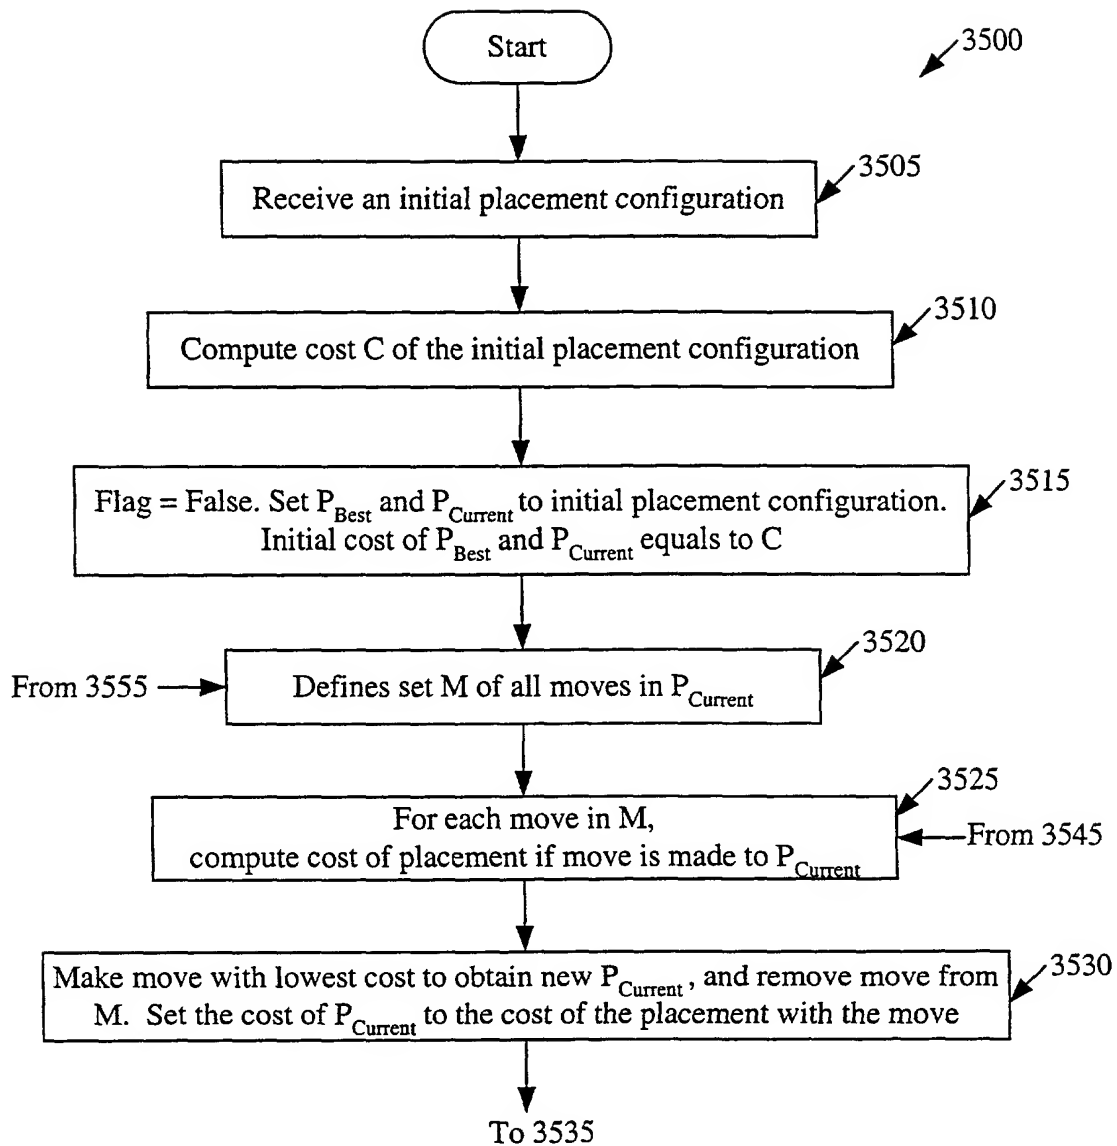 Start
3500
3505
Receive an initial placement configuration
3510
Compute cost C of the initial placement configuration
3515
Flag = False. Set P_Best and P_Current to initial placement configuration.
Initial cost of P_Best and P_Current equals to C
3520
From 3555
Defines set M of all moves in P_Current
3525
For each move in M,
From 3545
compute cost of placement if move is made to P_Current
3530
Make move with lowest cost to obtain new P_Current, and remove move from
M. Set the cost of P_Current to the cost of the placement with the move
To 3535